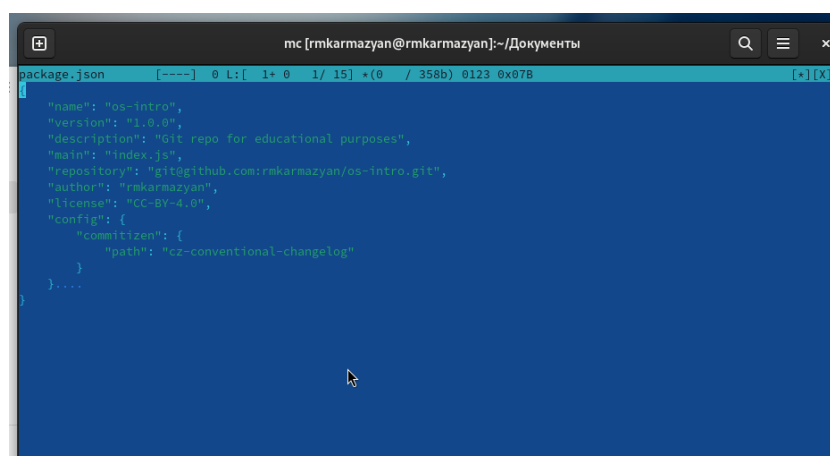 mc [rmkarmazyan@rmkarmazyan]:~/Документы
package.json [----] 0 L:[ 1+ 0 1/ 15] *(0 / 358b) 0123 0x07B [*][X]
{
    "name": "os-intro",
    "version": "1.0.0",
    "description": "Git repo for educational purposes",
    "main": "index.js",
    "repository": "git@github.com:rmkarmazyan/os-intro.git",
    "author": "rmkarmazyan",
    "license": "CC-BY-4.0",
    "config": {
        "commitizen": {
            "path": "cz-conventional-changelog"
        }
    }....
}